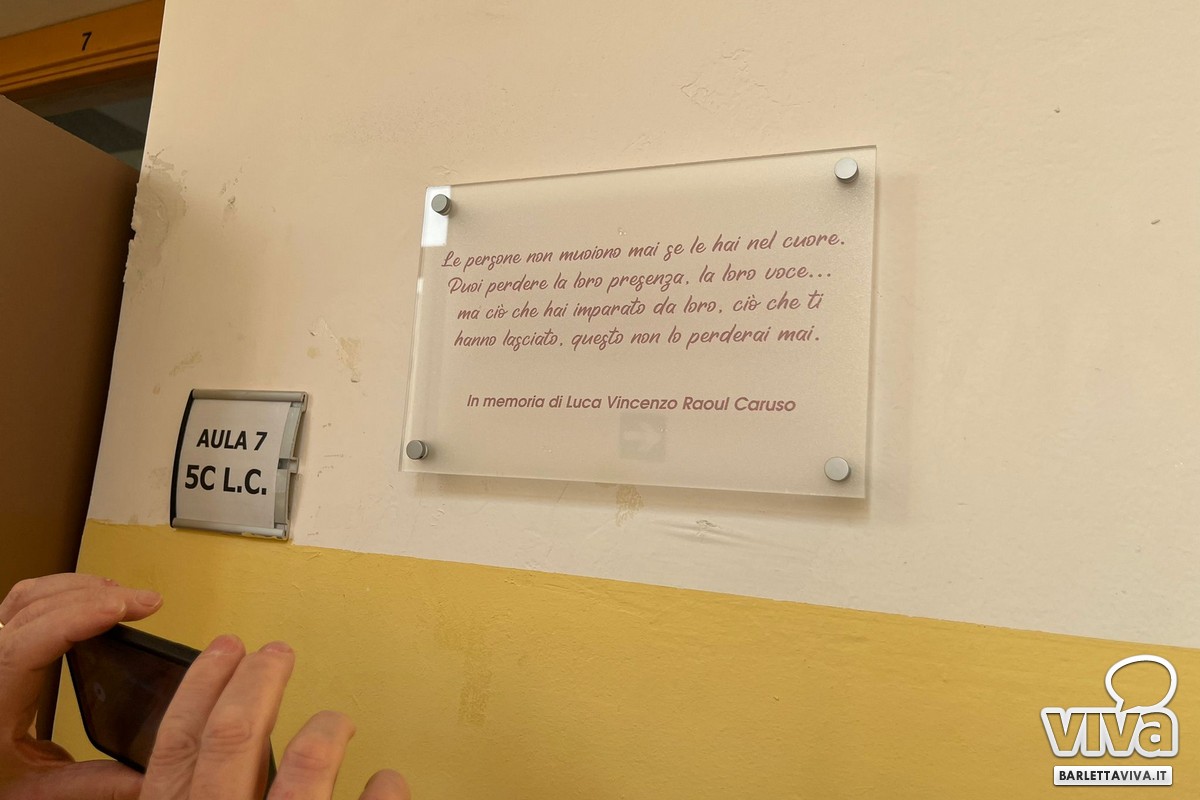 7
Le persone non muoiono mai se le hai nel cuore.
Puoi perdere la loro presenza, la loro voce...
ma ciò che hai imparato da loro, ciò che ti
hanno lasciato, questo non lo perderai mai.
In memoria di Luca Vincenzo Raoul Caruso
AULA 7
5C L.C.
viva
BARLETTAVIVA.IT